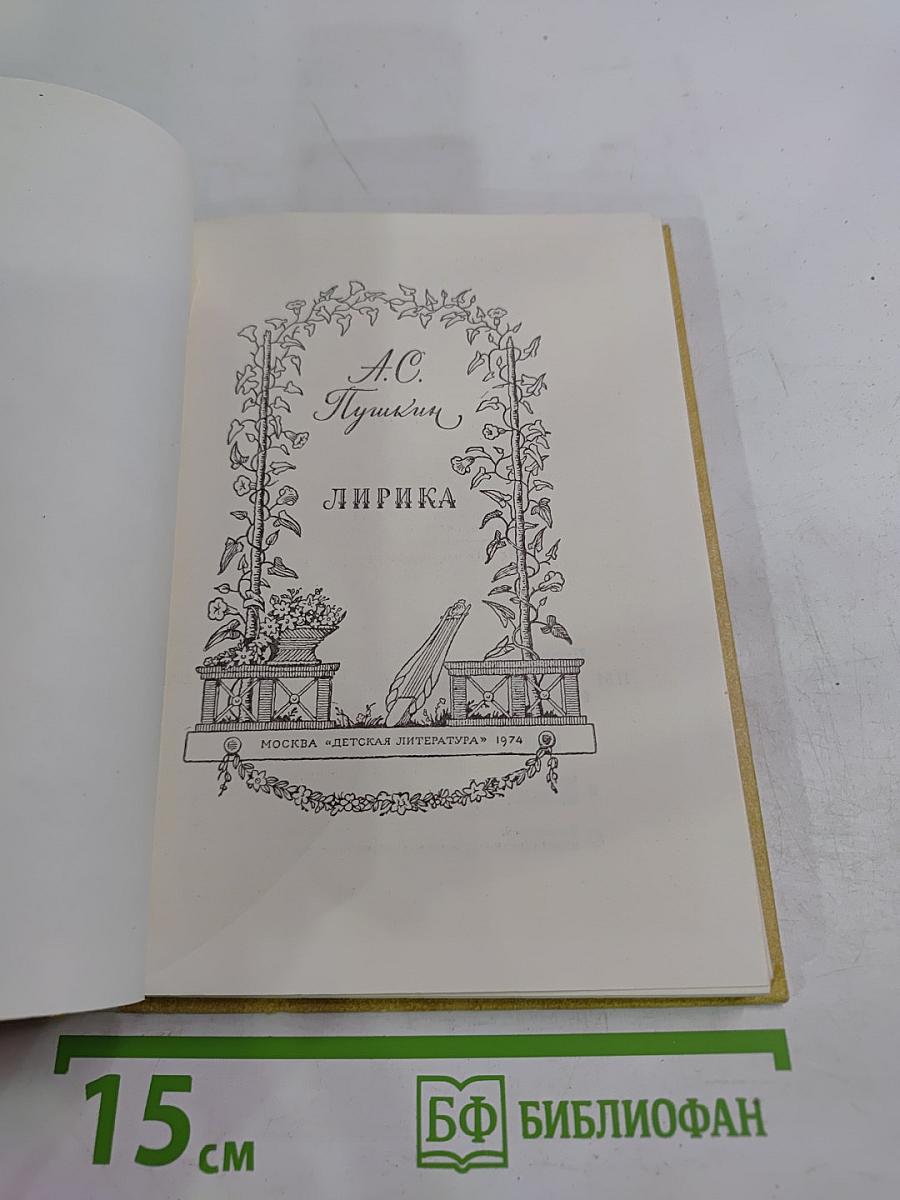 А.С.
Пушкин
ЛИРИКА
МОСКВА «ДЕТСКАЯ ЛИТЕРАТУРА» 1974
15 см
БФ БИБЛИОФАН